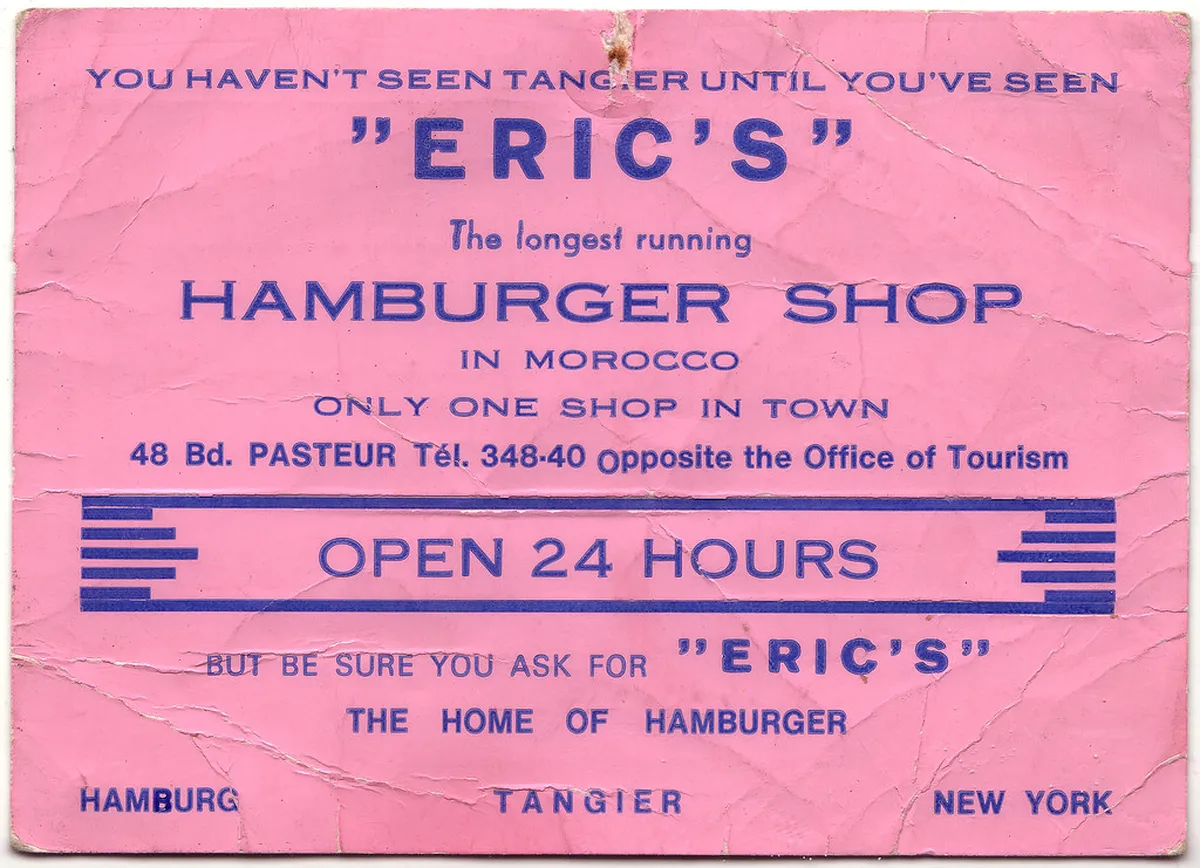 YOU HAVEN'T SEEN TANGIER UNTIL YOU'VE SEEN
"ERIC'S"
The longest running
HAMBURGER SHOP
IN MOROCCO
ONLY ONE SHOP IN TOWN
48 Bd. PASTEUR Tél. 348-40 Opposite the Office of Tourism
OPEN 24 HOURS
BUT BE SURE YOU ASK FOR "ERIC'S"
THE HOME OF HAMBURGER
HAMBURG TANGIER NEW YORK